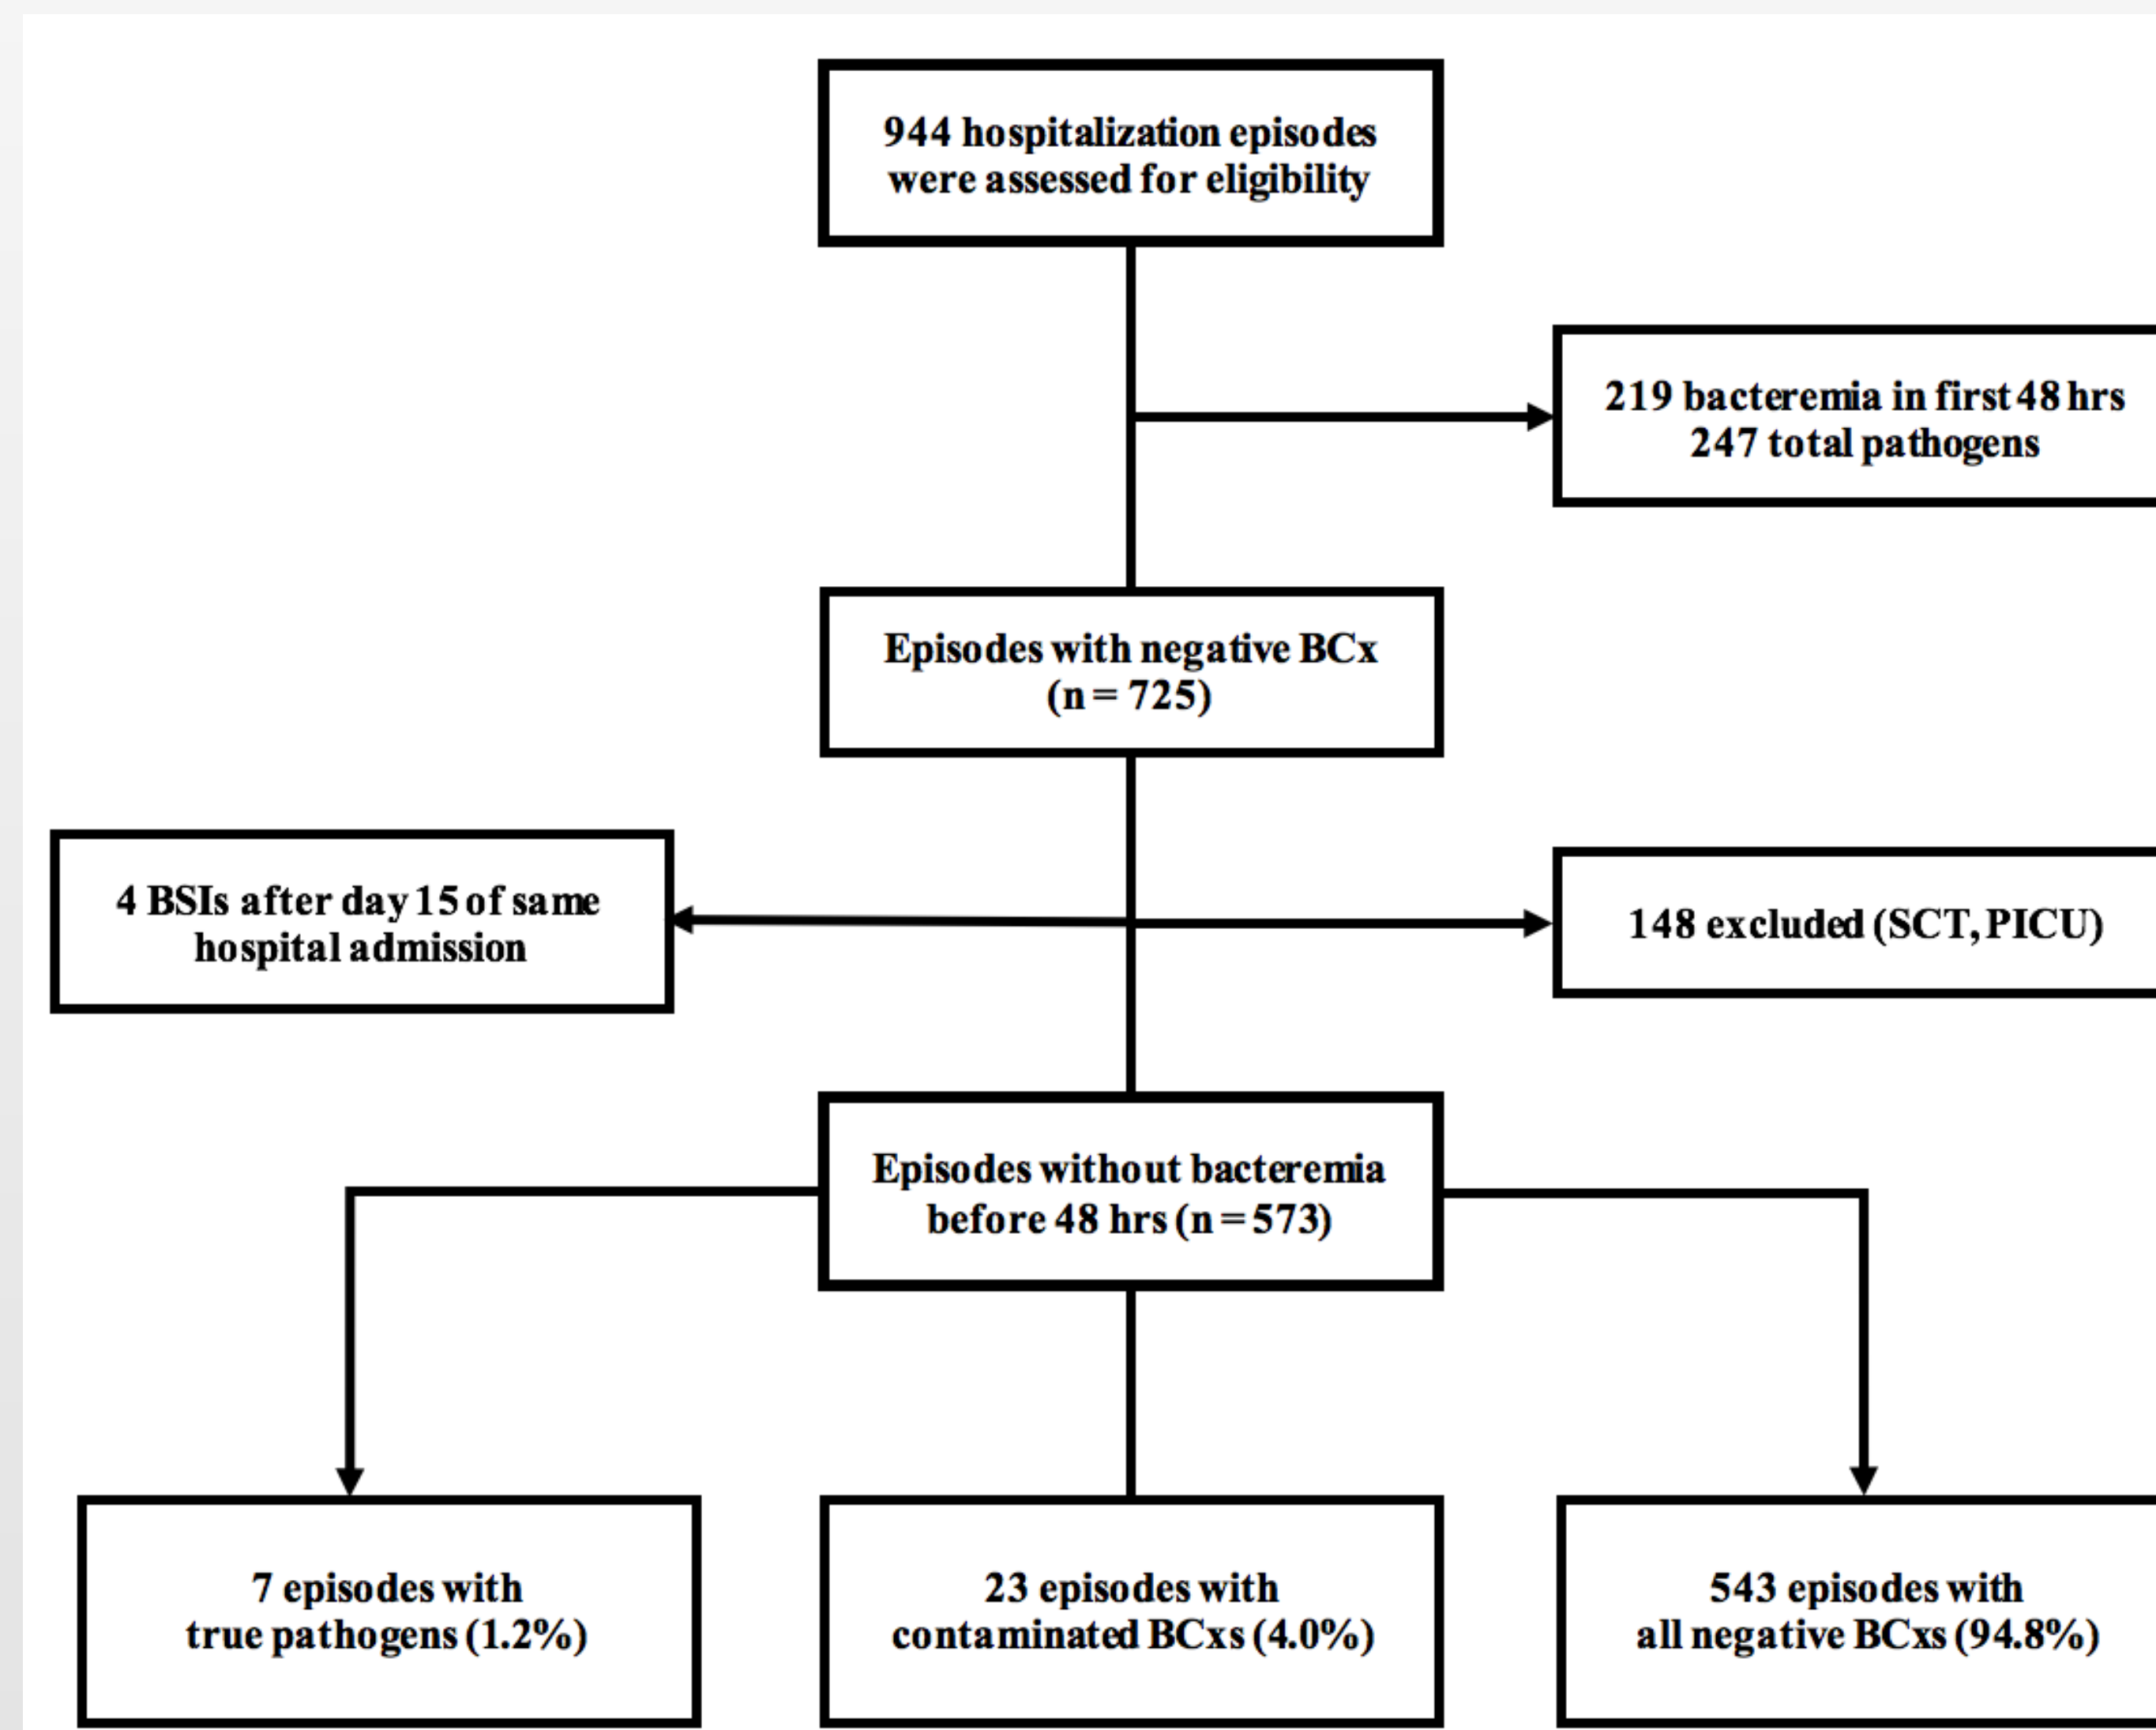 944 hospitalization episodes
were assessed for eligibility
219 bacteremia in first 48 hrs
247 total pathogens
Episodes with negative BCx
(n = 725)
4 BSIs after day 15 of same
hospital admission
148 excluded (SCT, PICU)
Episodes without bacteremia
before 48 hrs (n = 573)
7 episodes with
true pathogens (1.2%)
23 episodes with
contaminated BCxs (4.0%)
543 episodes with
all negative BCxs (94.8%)